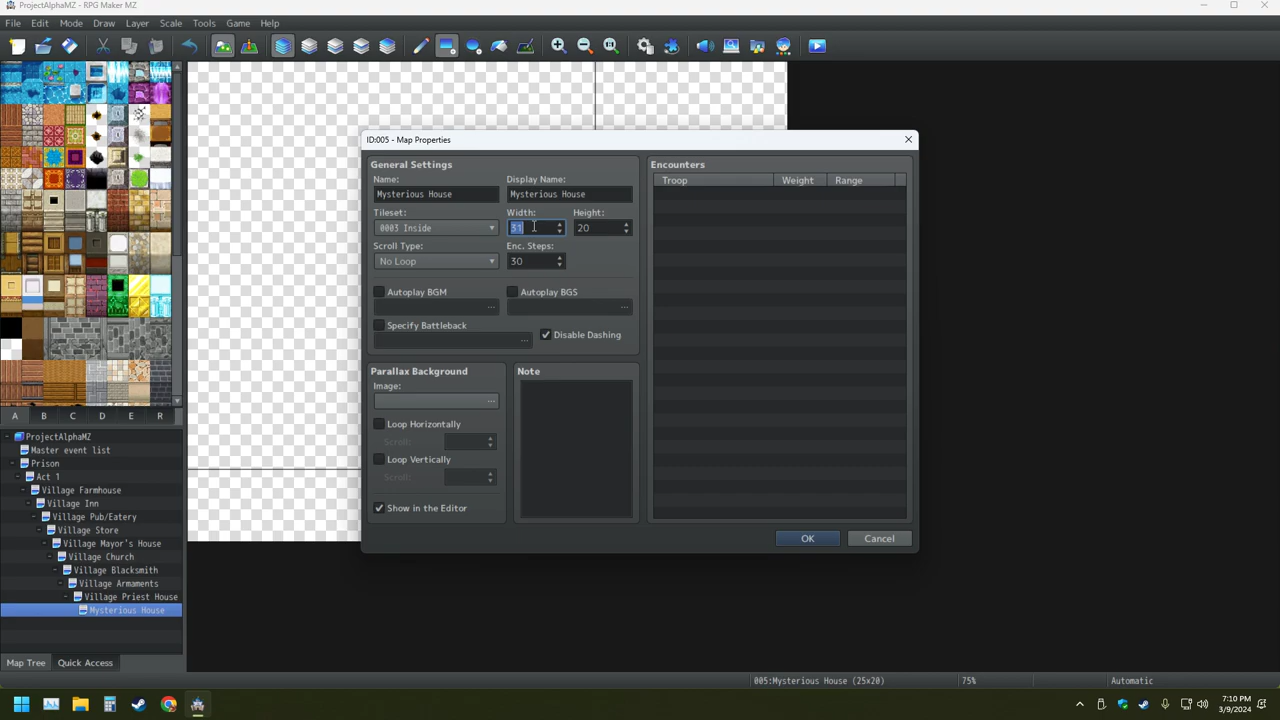 ProjectAlphaMZ - RPG Maker MZ
File Edit Mode Draw Layer Scale Tools Game Help
ID:005 - Map Properties
General Settings
Name:
Display Name:
Mysterious House
Mysterious House
Tileset:
Width:
Height:
0003 Inside
31
20
Scroll Type:
Enc. Steps:
No Loop
30
Autoplay BGM
Autoplay BGS
...
...
Specify Battleback
...
Disable Dashing
Parallax Background
Image:
...
Loop Horizontally
Scroll:
Loop Vertically
Scroll:
Show in the Editor
Note
Encounters
Troop Weight Range
OK
Cancel
A B C D E R
ProjectAlphaMZ
Master event list
Prison
Act 1
Village Farmhouse
Village Inn
Village Pub/Eatery
Village Store
Village Mayor's House
Village Church
Village Blacksmith
Village Armaments
Village Priest House
Mysterious House
Map Tree
Quick Access
005:Mysterious House (25x20)
75%
Automatic
7:10 PM
3/9/2024